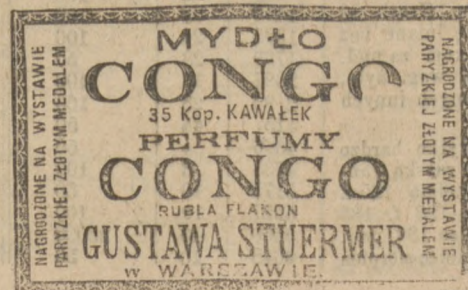 NAGRODZONE NA WYSTAWIE
PARYZKIEJ ZŁOTYM MEDALEM
MYDŁO
CONGO
35 Kop. KAWAŁEK
PERFUMY
CONGO
RUBLA FLAKON
GUSTAWA STUERMER
w WARSZAWIE.
NAGRODZONE NA WYSTAWIE
PARYZKIEJ ZŁOTYM MEDALEM